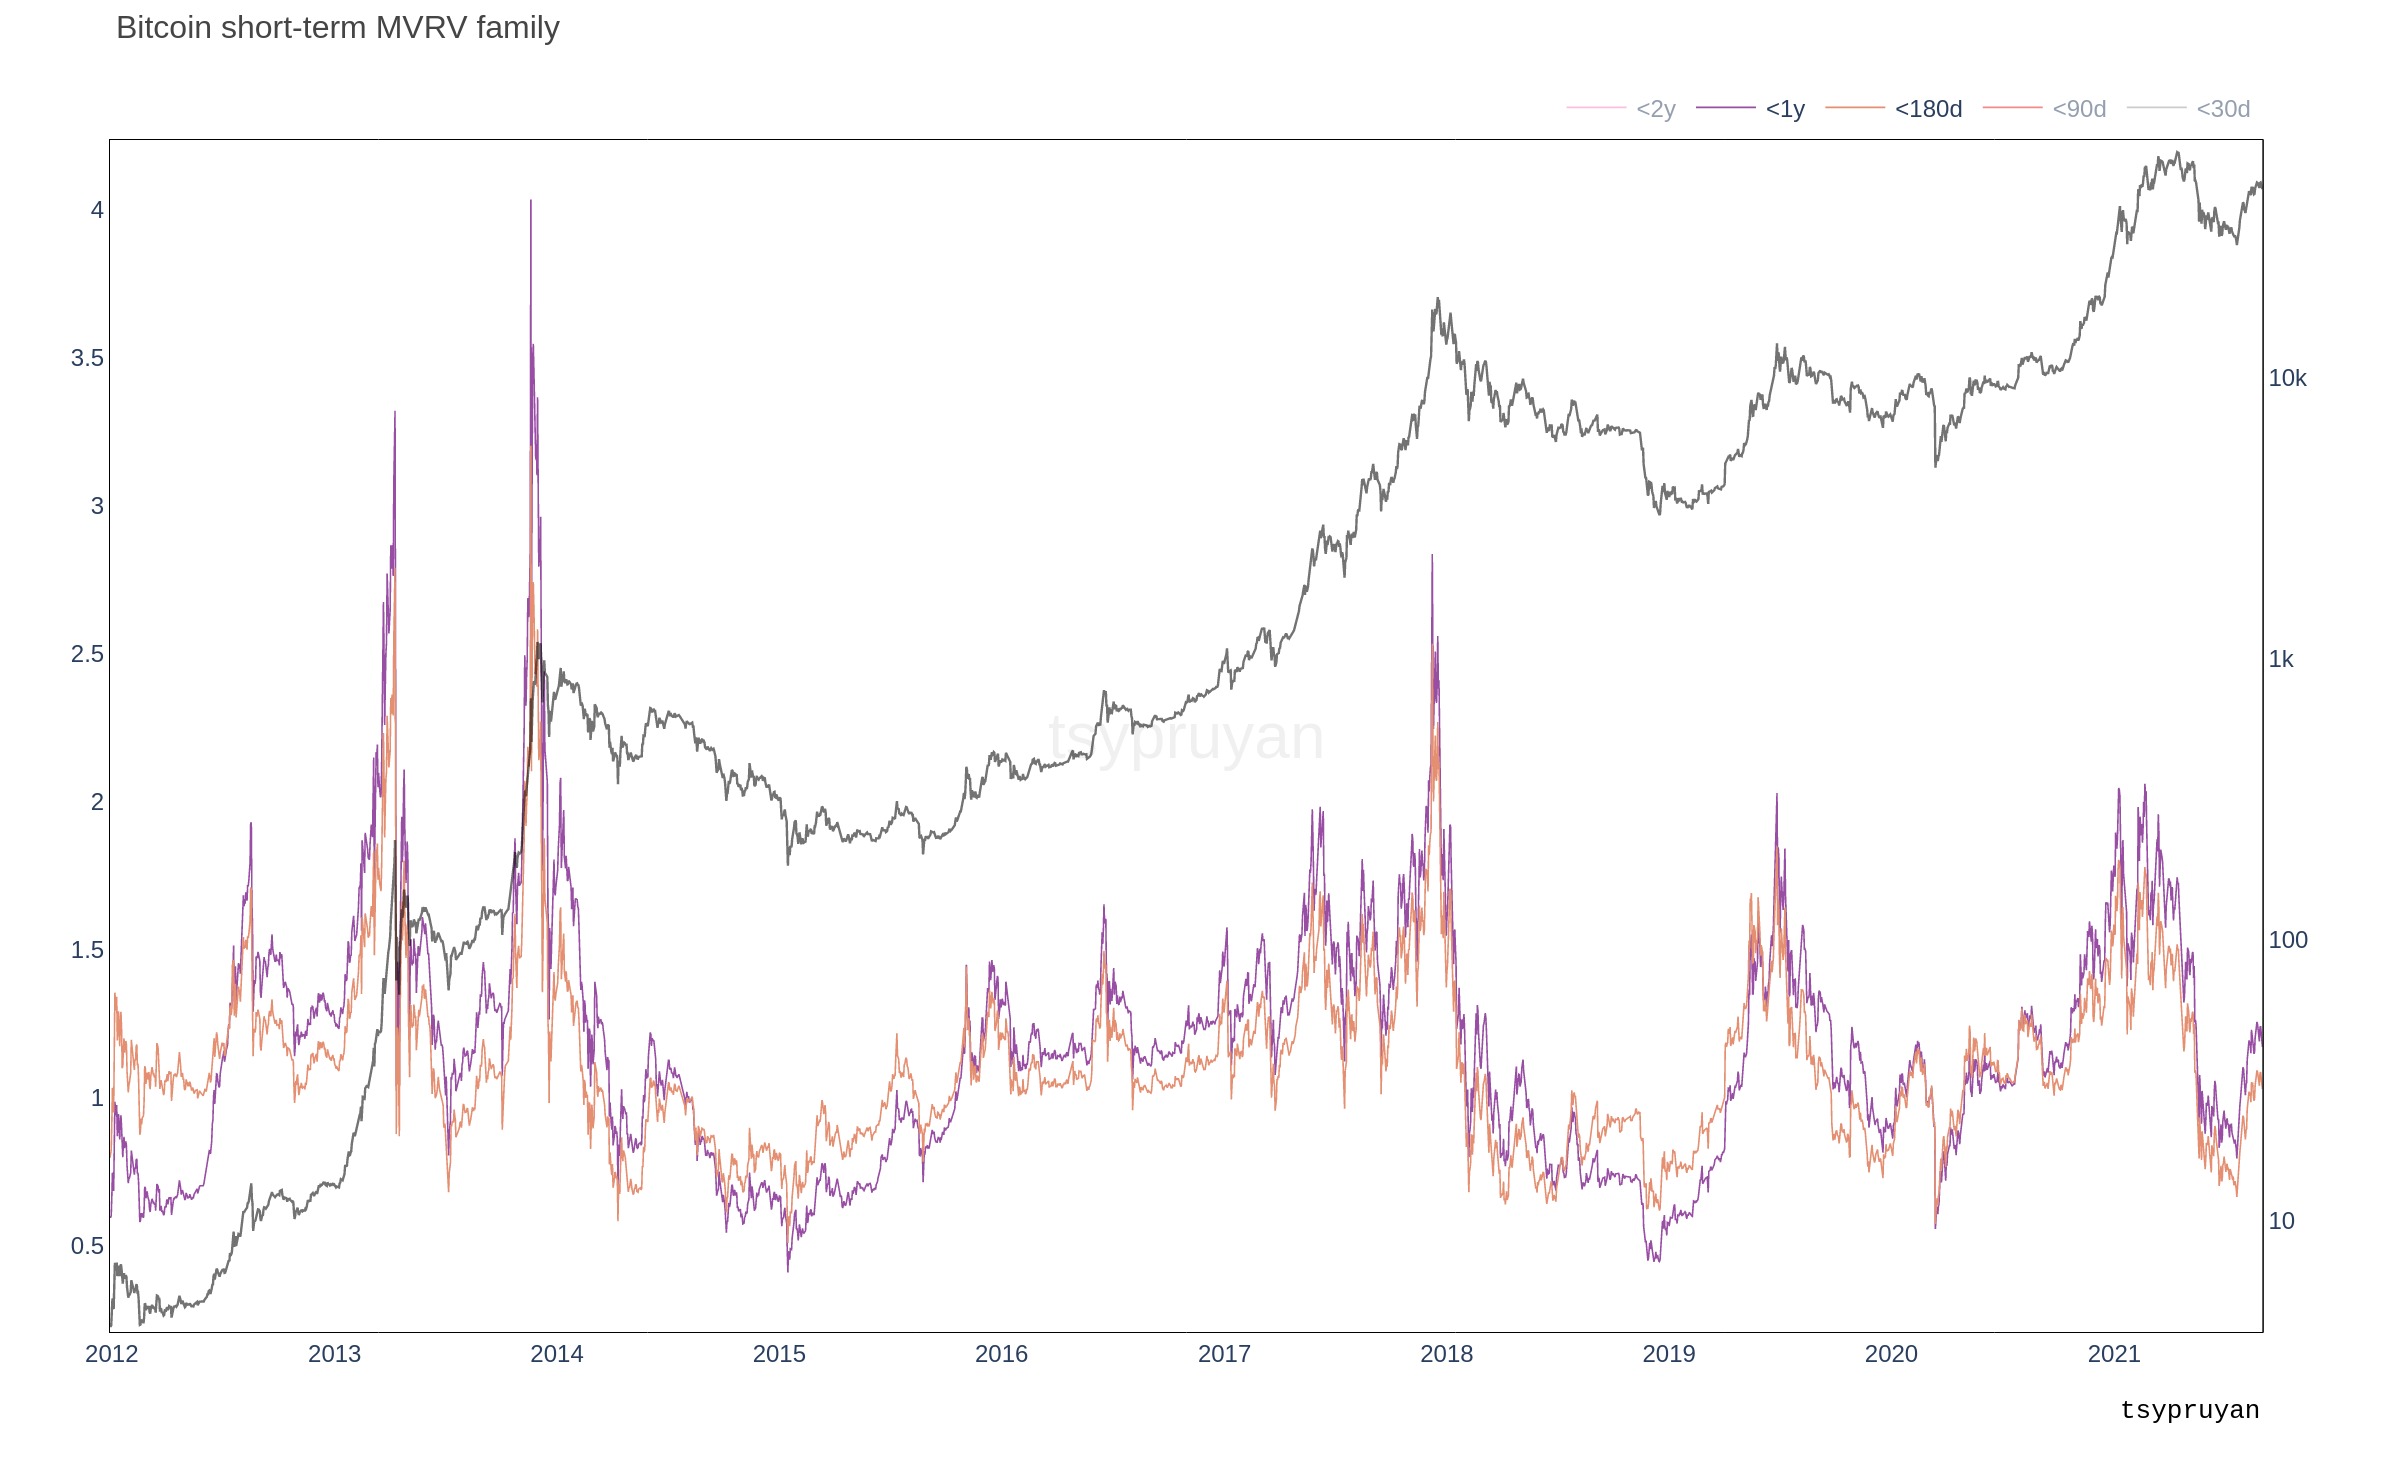 Bitcoin short-term MVRV family
<2y <1y <180d <90d <30d
4
3.5
3
2.5
2
1.5
1
0.5
10k
1k
100
10
tsypruyan
2012 2013 2014 2015 2016 2017 2018 2019 2020 2021
tsypruyan